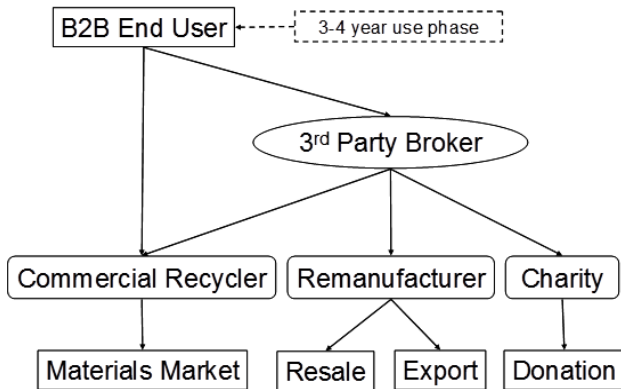 B2B End User
3-4 year use phase
3rd Party Broker
Commercial Recycler
Remanufacturer
Charity
Materials Market
Resale
Export
Donation